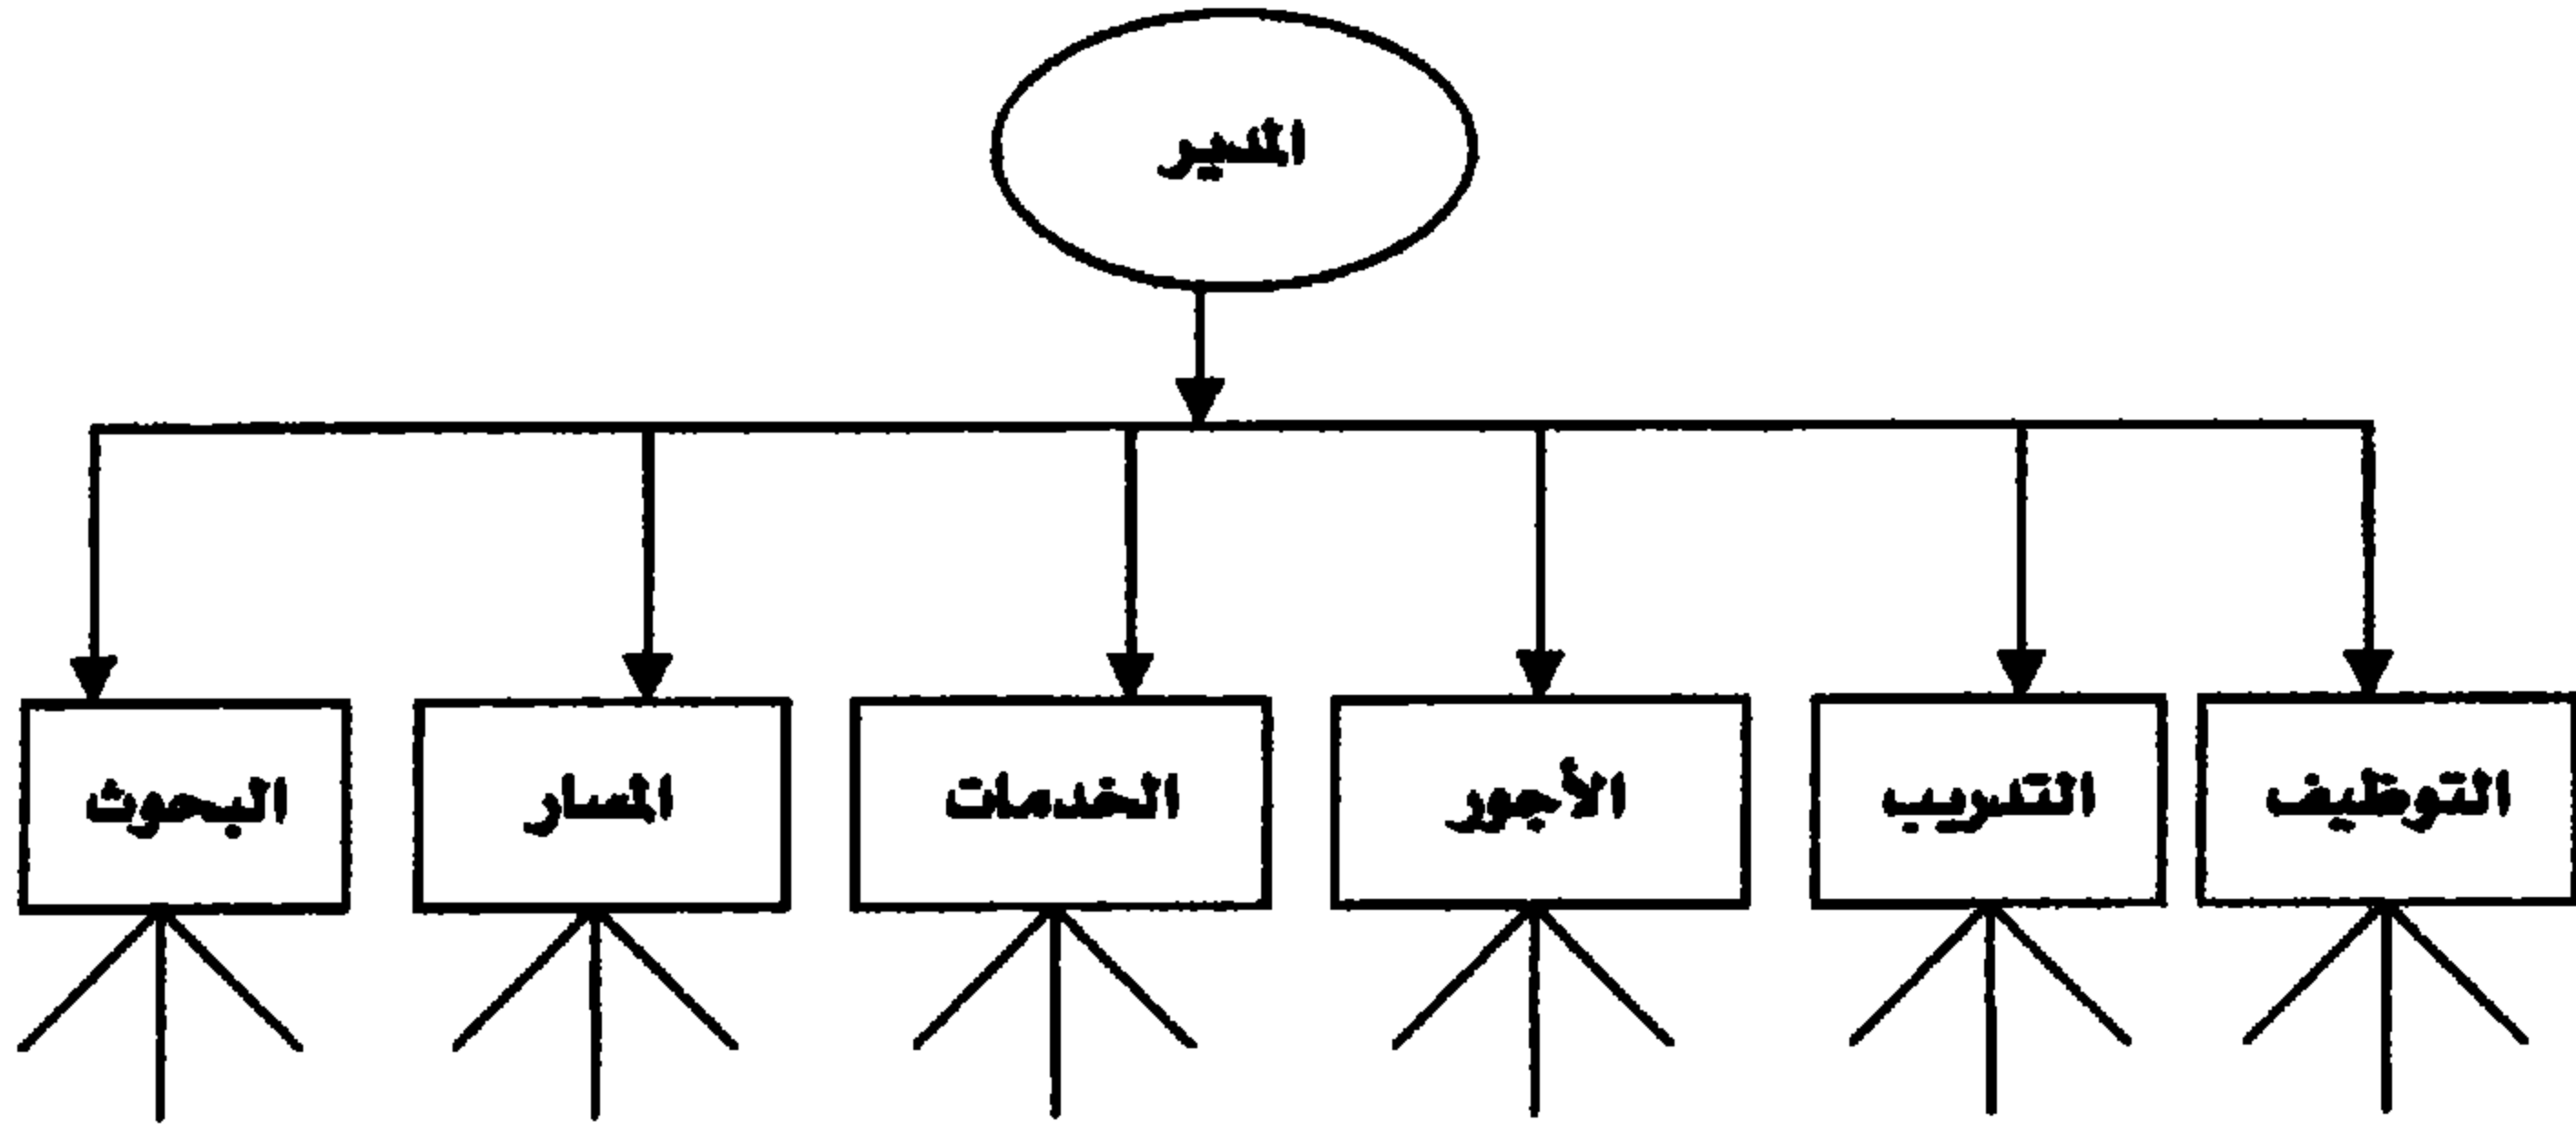 المدير
التوظيف
التدريب
الأجور
الخدمات
المسار
البحوث